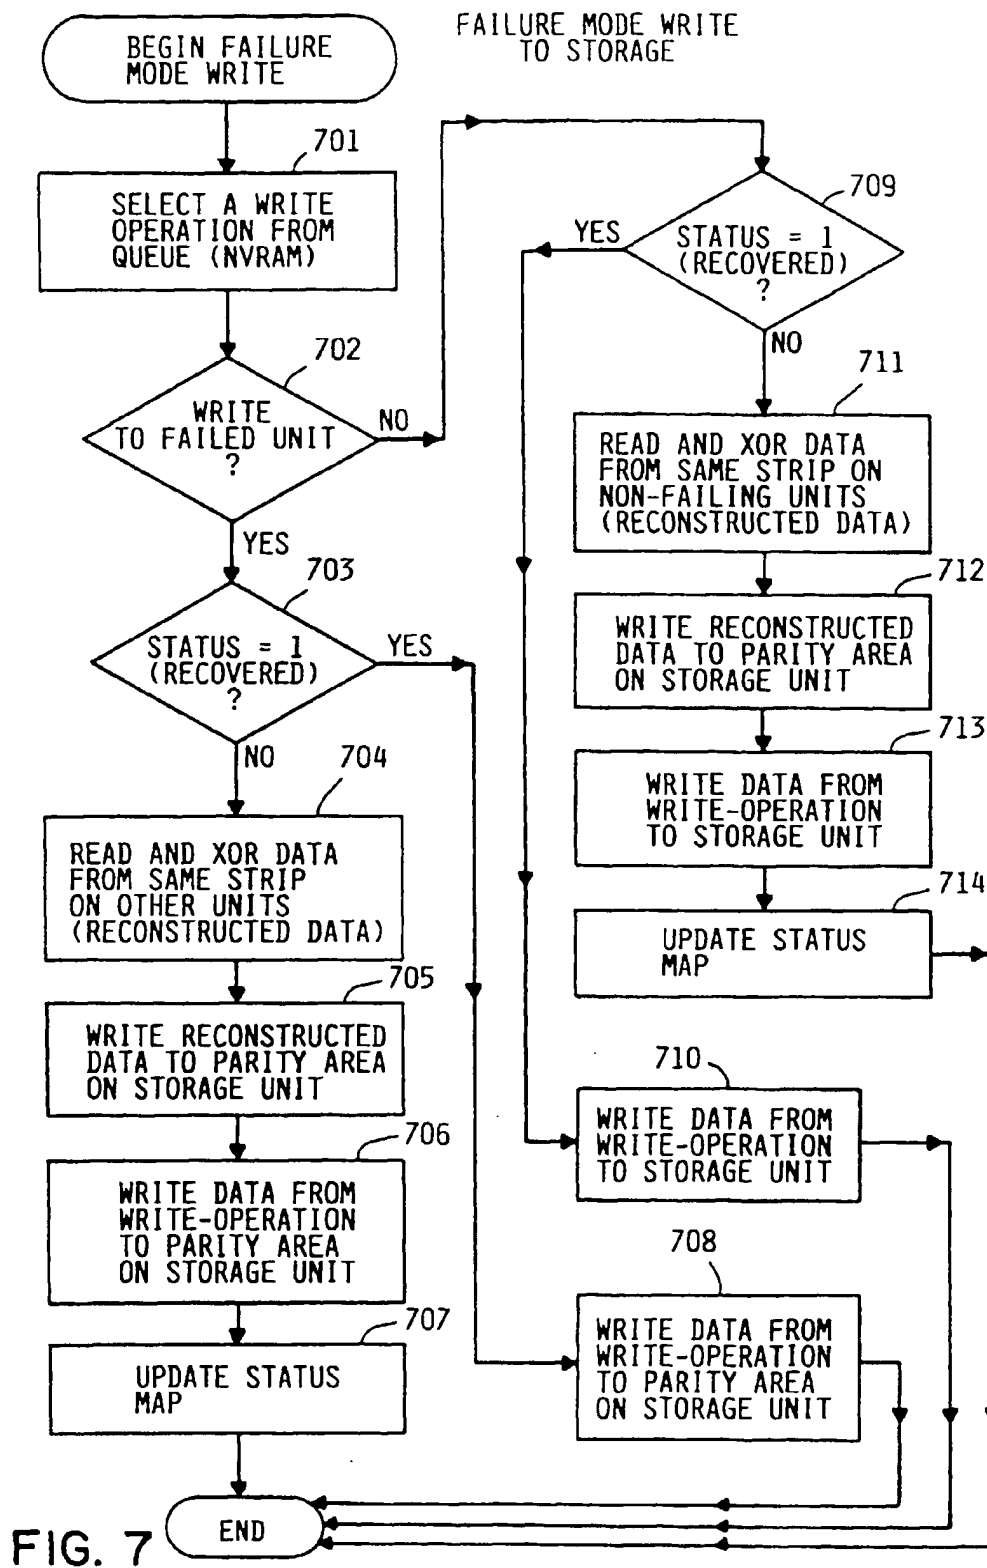 FAILURE MODE WRITE
TO STORAGE
BEGIN FAILURE
MODE WRITE
701
SELECT A WRITE
OPERATION FROM
QUEUE (NVRAM)
702
WRITE
TO FAILED UNIT
?
NO
YES
703
STATUS = 1
(RECOVERED)
?
YES
NO
704
READ AND XOR DATA
FROM SAME STRIP
ON OTHER UNITS
(RECONSTRUCTED DATA)
705
WRITE RECONSTRUCTED
DATA TO PARITY AREA
ON STORAGE UNIT
706
WRITE DATA FROM
WRITE-OPERATION
TO PARITY AREA
ON STORAGE UNIT
707
UPDATE STATUS
MAP
709
STATUS = 1
(RECOVERED)
?
YES
NO
711
READ AND XOR DATA
FROM SAME STRIP ON
NON-FAILING UNITS
(RECONSTRUCTED DATA)
712
WRITE RECONSTRUCTED
DATA TO PARITY AREA
ON STORAGE UNIT
713
WRITE DATA FROM
WRITE-OPERATION
TO STORAGE UNIT
714
UPDATE STATUS
MAP
710
WRITE DATA FROM
WRITE-OPERATION
TO STORAGE UNIT
708
WRITE DATA FROM
WRITE-OPERATION
TO PARITY AREA
ON STORAGE UNIT
END
FIG. 7